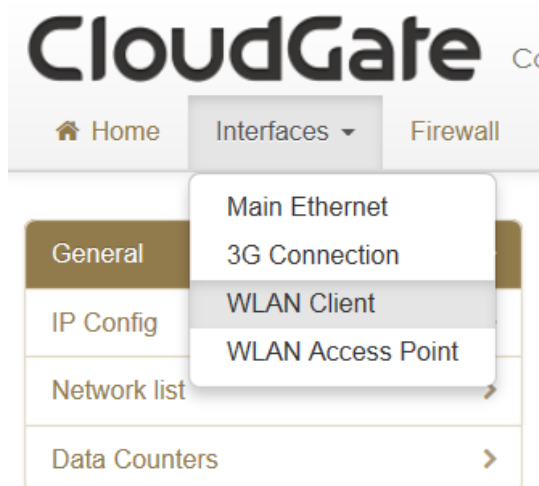 CloudGate
Home Interfaces Firewall
Main Ethernet
3G Connection
WLAN Client
WLAN Access Point
General
IP Config
Network list
Data Counters